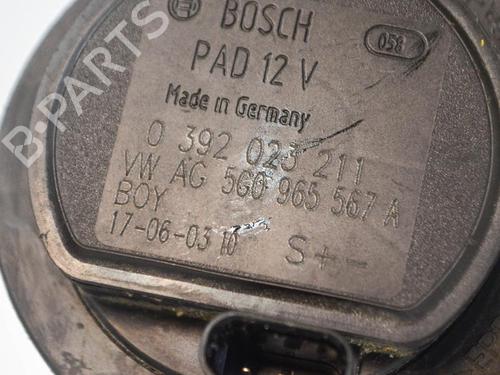 BOSCH
058
PAD 12 V
Made in Germany
0 392 023 211
VW AG 5G0 965 567 A
BOY
17-06-03 10
S+-
B-PARTS